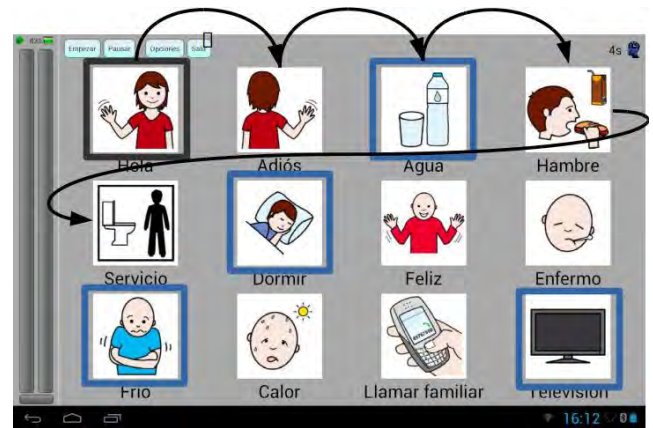 Empezar Pausar Opciones Salir
4s
Hola Adiós Agua Hambre
Servicio Dormir Feliz Enfermo
Frío Calor Llamar familiar Televisión
16:12